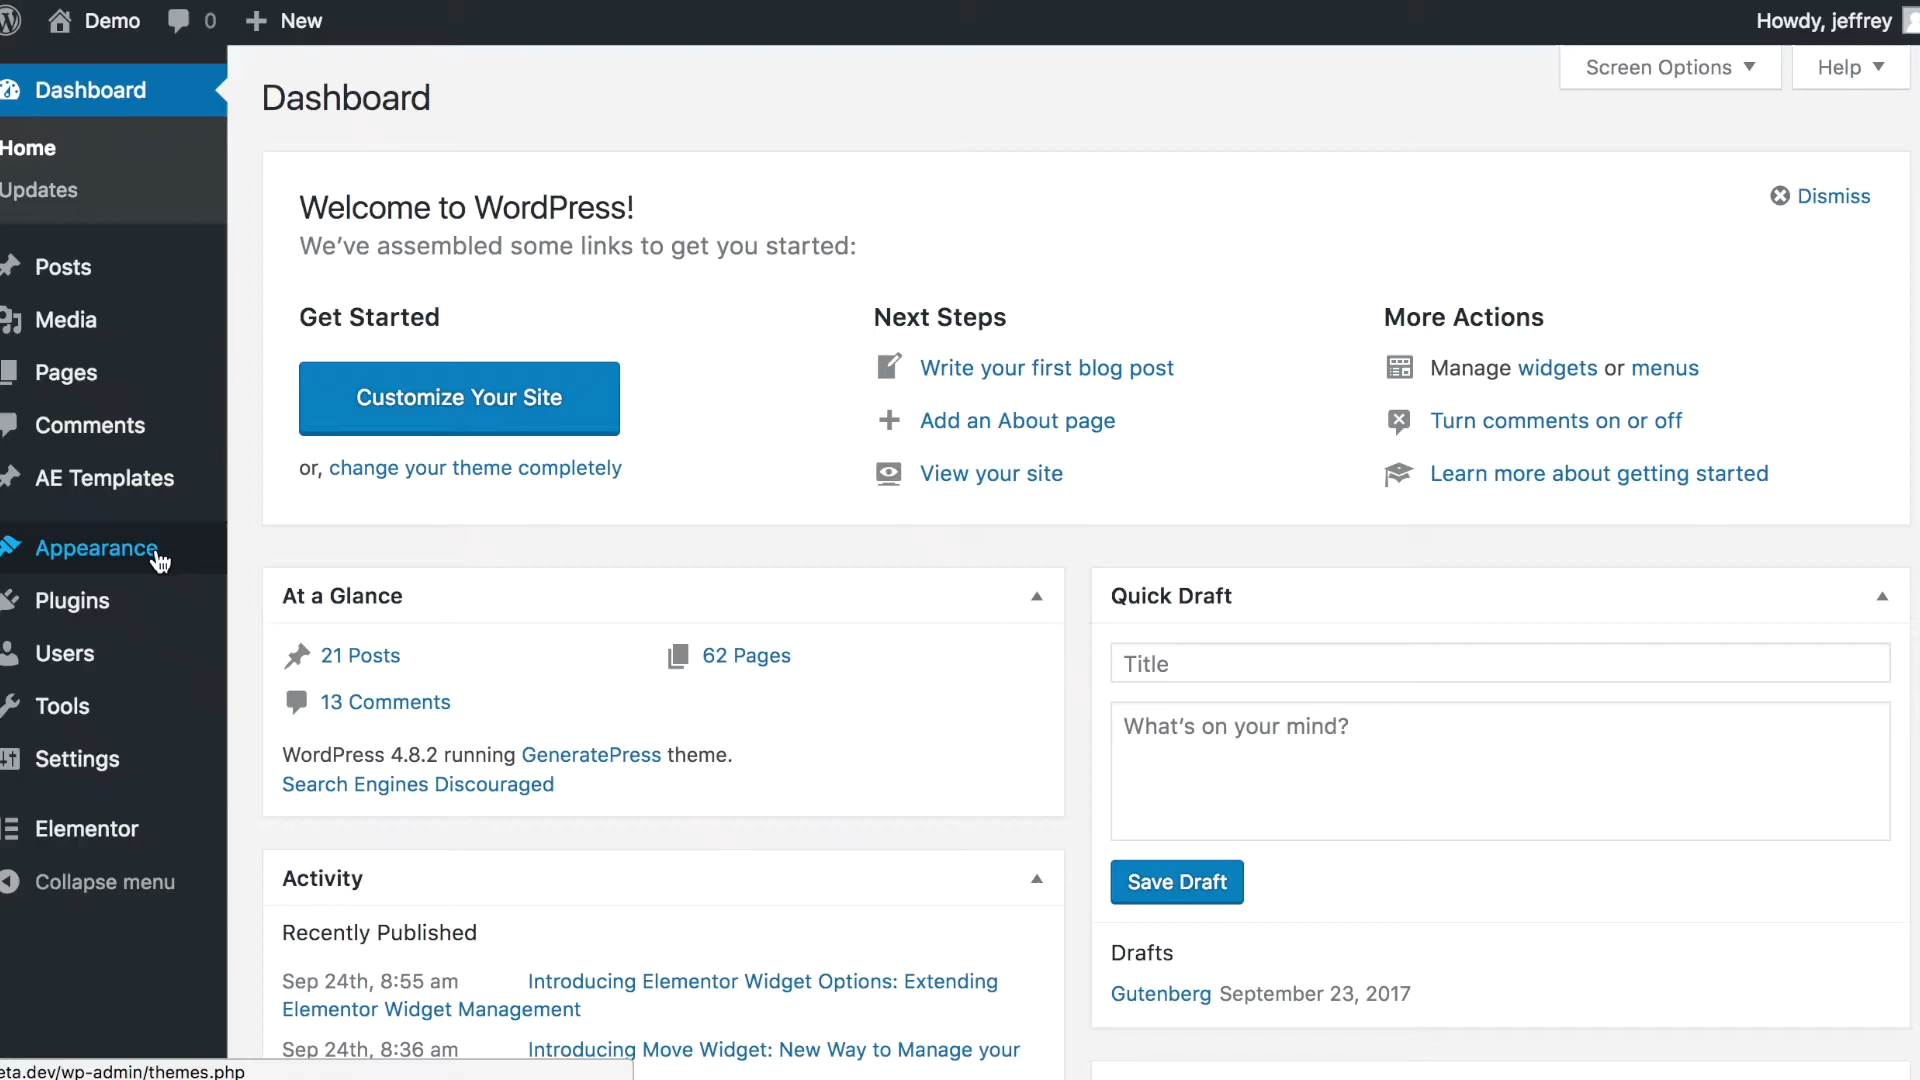 Demo 0 New Howdy, jeffrey
Screen Options Help
Dashboard
Home
Updates
Posts
Media
Pages
Comments
AE Templates
Appearance
Plugins
Users
Tools
Settings
Elementor
Collapse menu
Dashboard
Welcome to WordPress!
Dismiss
We've assembled some links to get you started:
Get Started
Customize Your Site
or, change your theme completely
Next Steps
Write your first blog post
Add an About page
View your site
More Actions
Manage widgets or menus
Turn comments on or off
Learn more about getting started
At a Glance
21 Posts
62 Pages
13 Comments
WordPress 4.8.2 running GeneratePress theme.
Search Engines Discouraged
Activity
Recently Published
Sep 24th, 8:55 am Introducing Elementor Widget Options: Extending
Elementor Widget Management
Sep 24th, 8:36 am Introducing Move Widget: New Way to Manage your
Quick Draft
Title
What's on your mind?
Save Draft
Drafts
Gutenberg September 23, 2017
eta.dev/wp-admin/themes.php